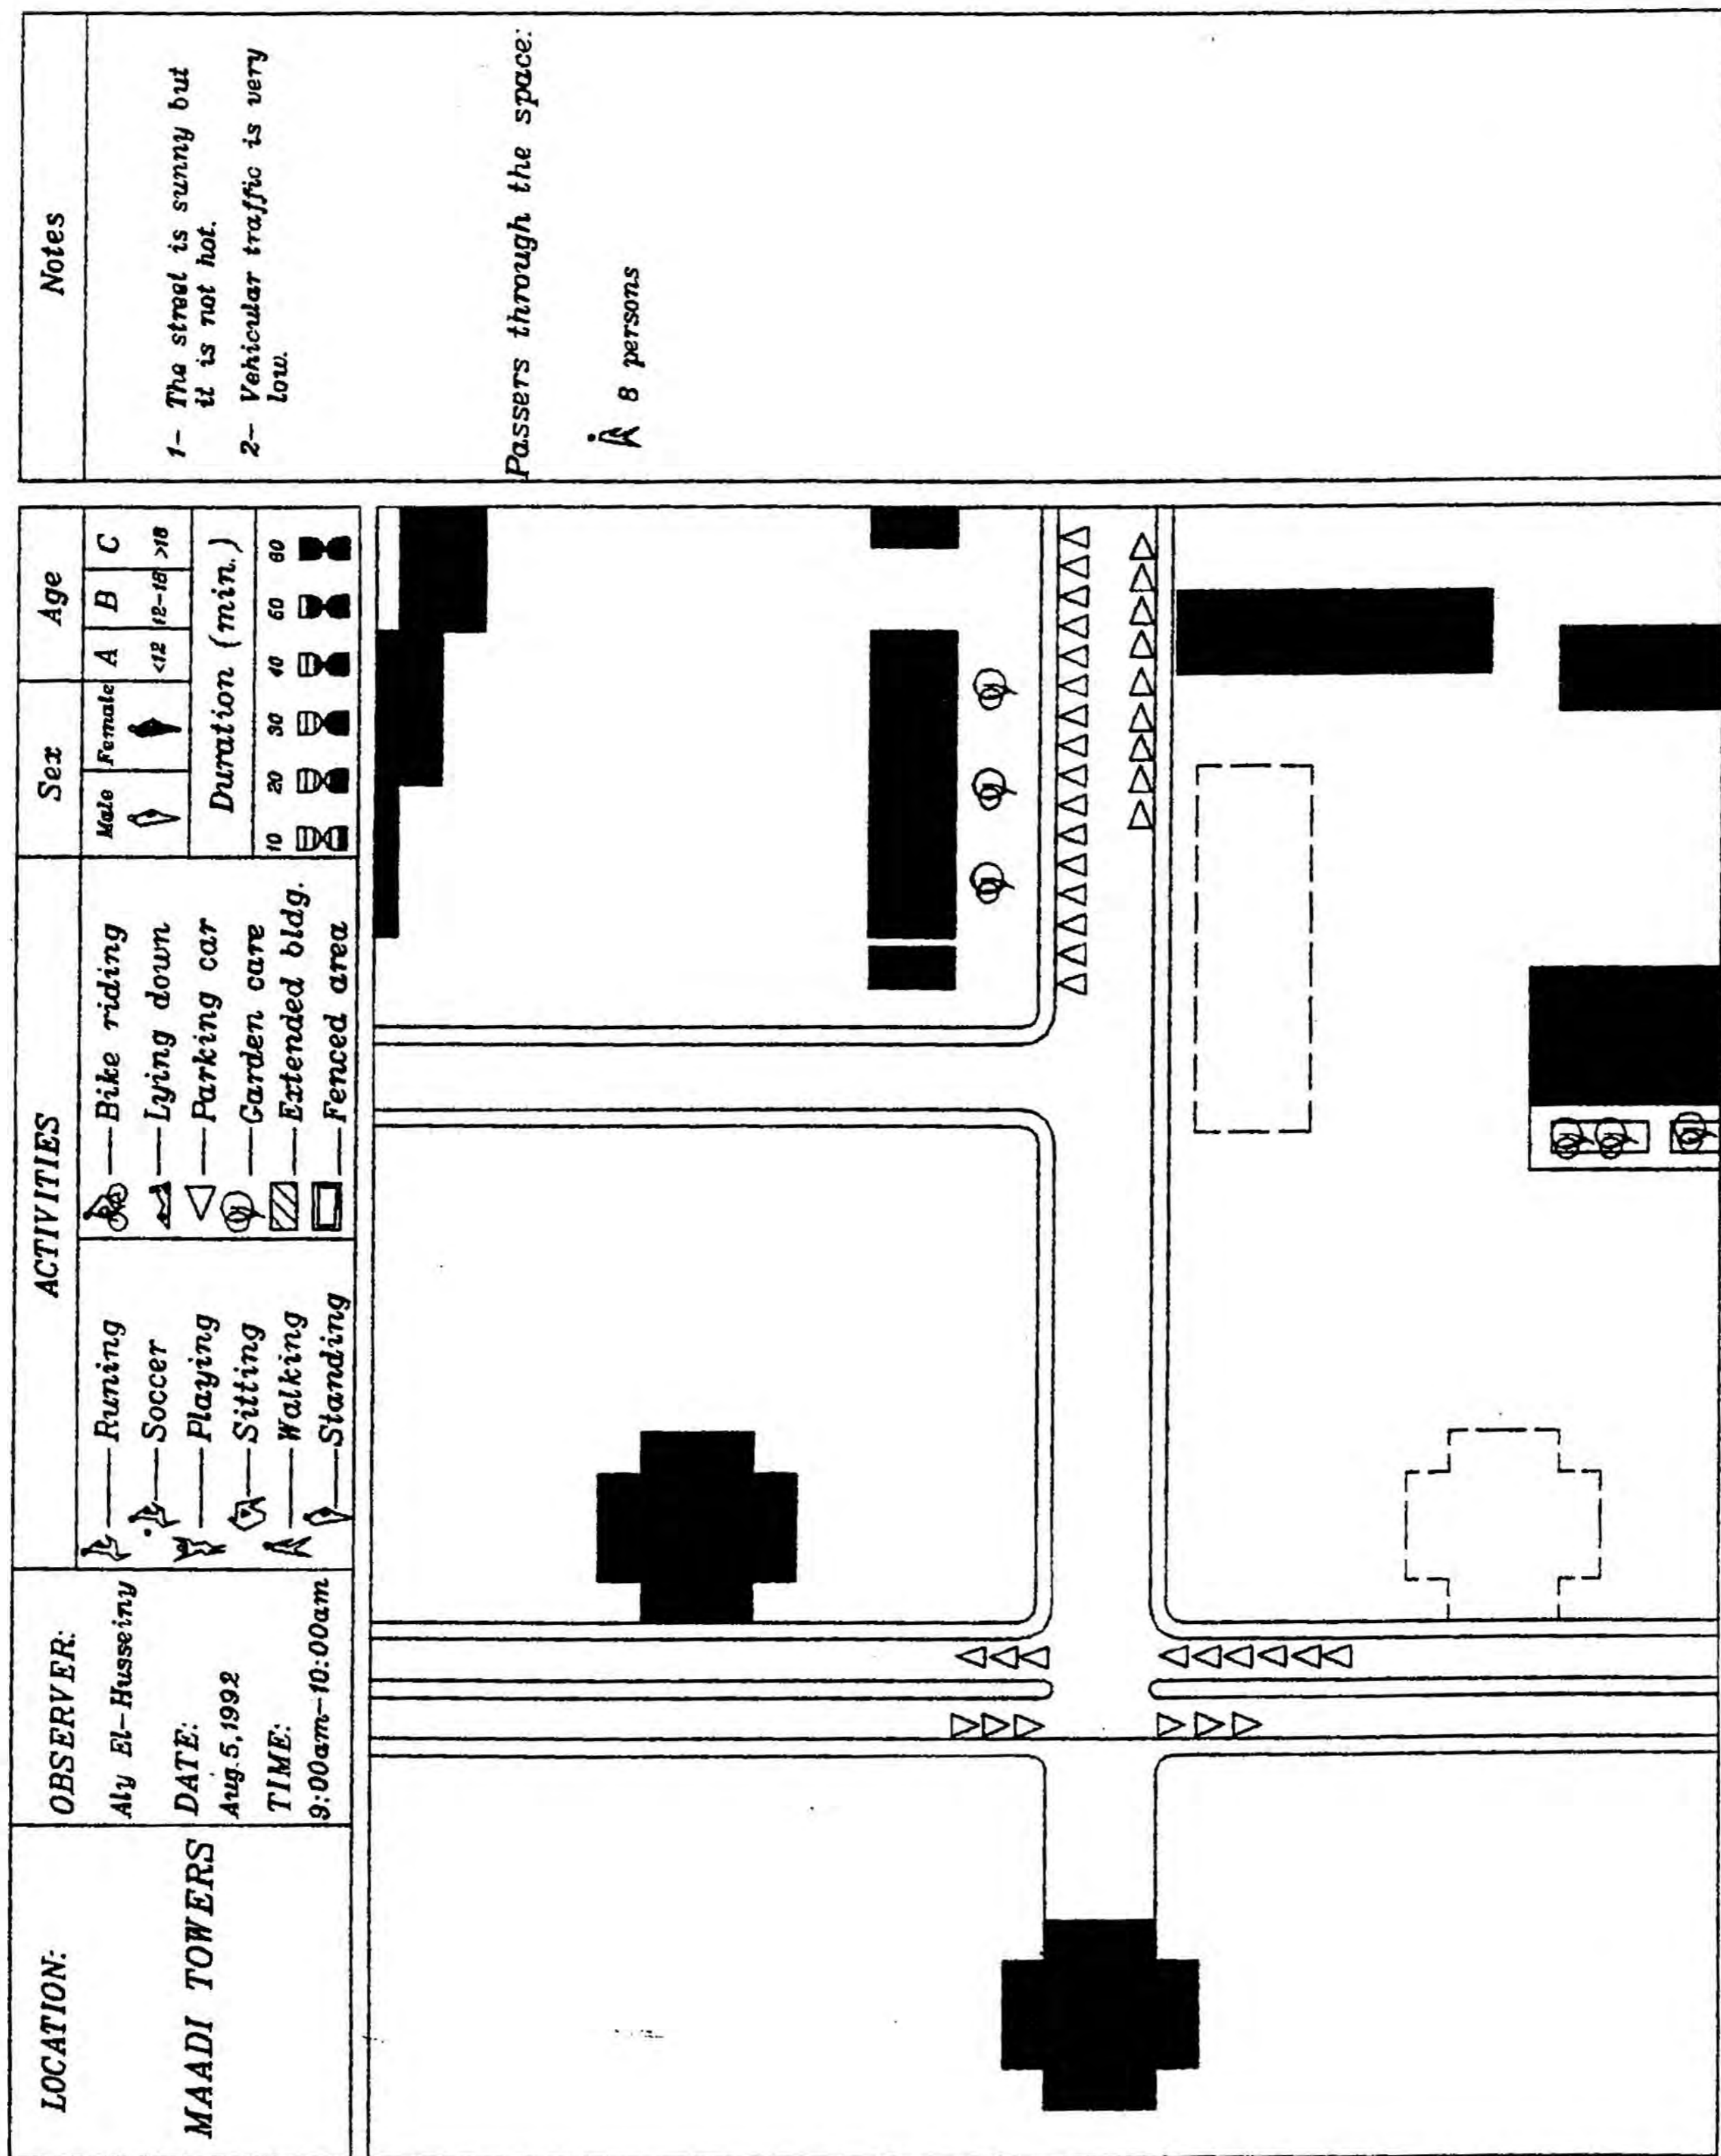 LOCATION:
MAADI TOWERS
OBSERVER:
Aly El-Husseiny
DATE:
Aug.5,1992
TIME:
9:00am-10:00am
ACTIVITIES
Runing
Soccer
Playing
Sitting
Walking
Standing
Bike riding
Lying down
Parking car
Garden care
Extended bldg.
Fenced area
Sex
Male Female
Age
A B C
<12 12-18 >18
Duration (min.)
10 20 30 40 60 80
Notes
1- The street is sunny but
it is not hot.
2- Vehicular traffic is very
low.
Passers through the space:
8 persons